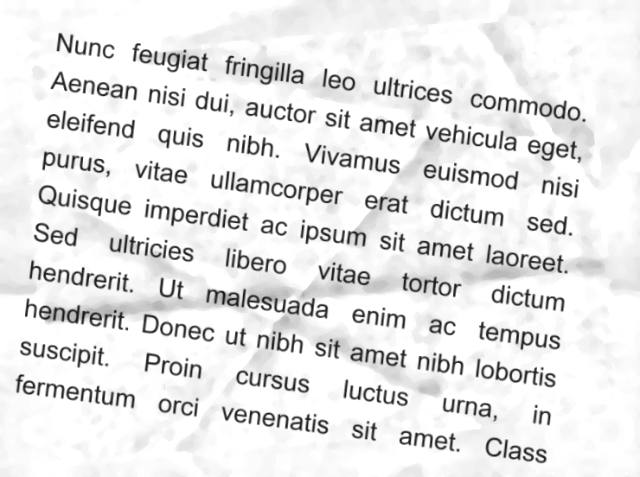 Nunc feugiat fringilla leo ultrices commodo.
Aenean nisi dui, auctor sit amet vehicula eget,
eleifend quis nibh. Vivamus euismod nisi
purus, vitae ullamcorper erat dictum sed.
Quisque imperdiet ac ipsum sit amet laoreet.
Sed ultricies libero vitae tortor dictum
hendrerit. Ut malesuada enim ac tempus
hendrerit. Donec ut nibh sit amet nibh lobortis
suscipit. Proin cursus luctus urna, in
fermentum orci venenatis sit amet. Class